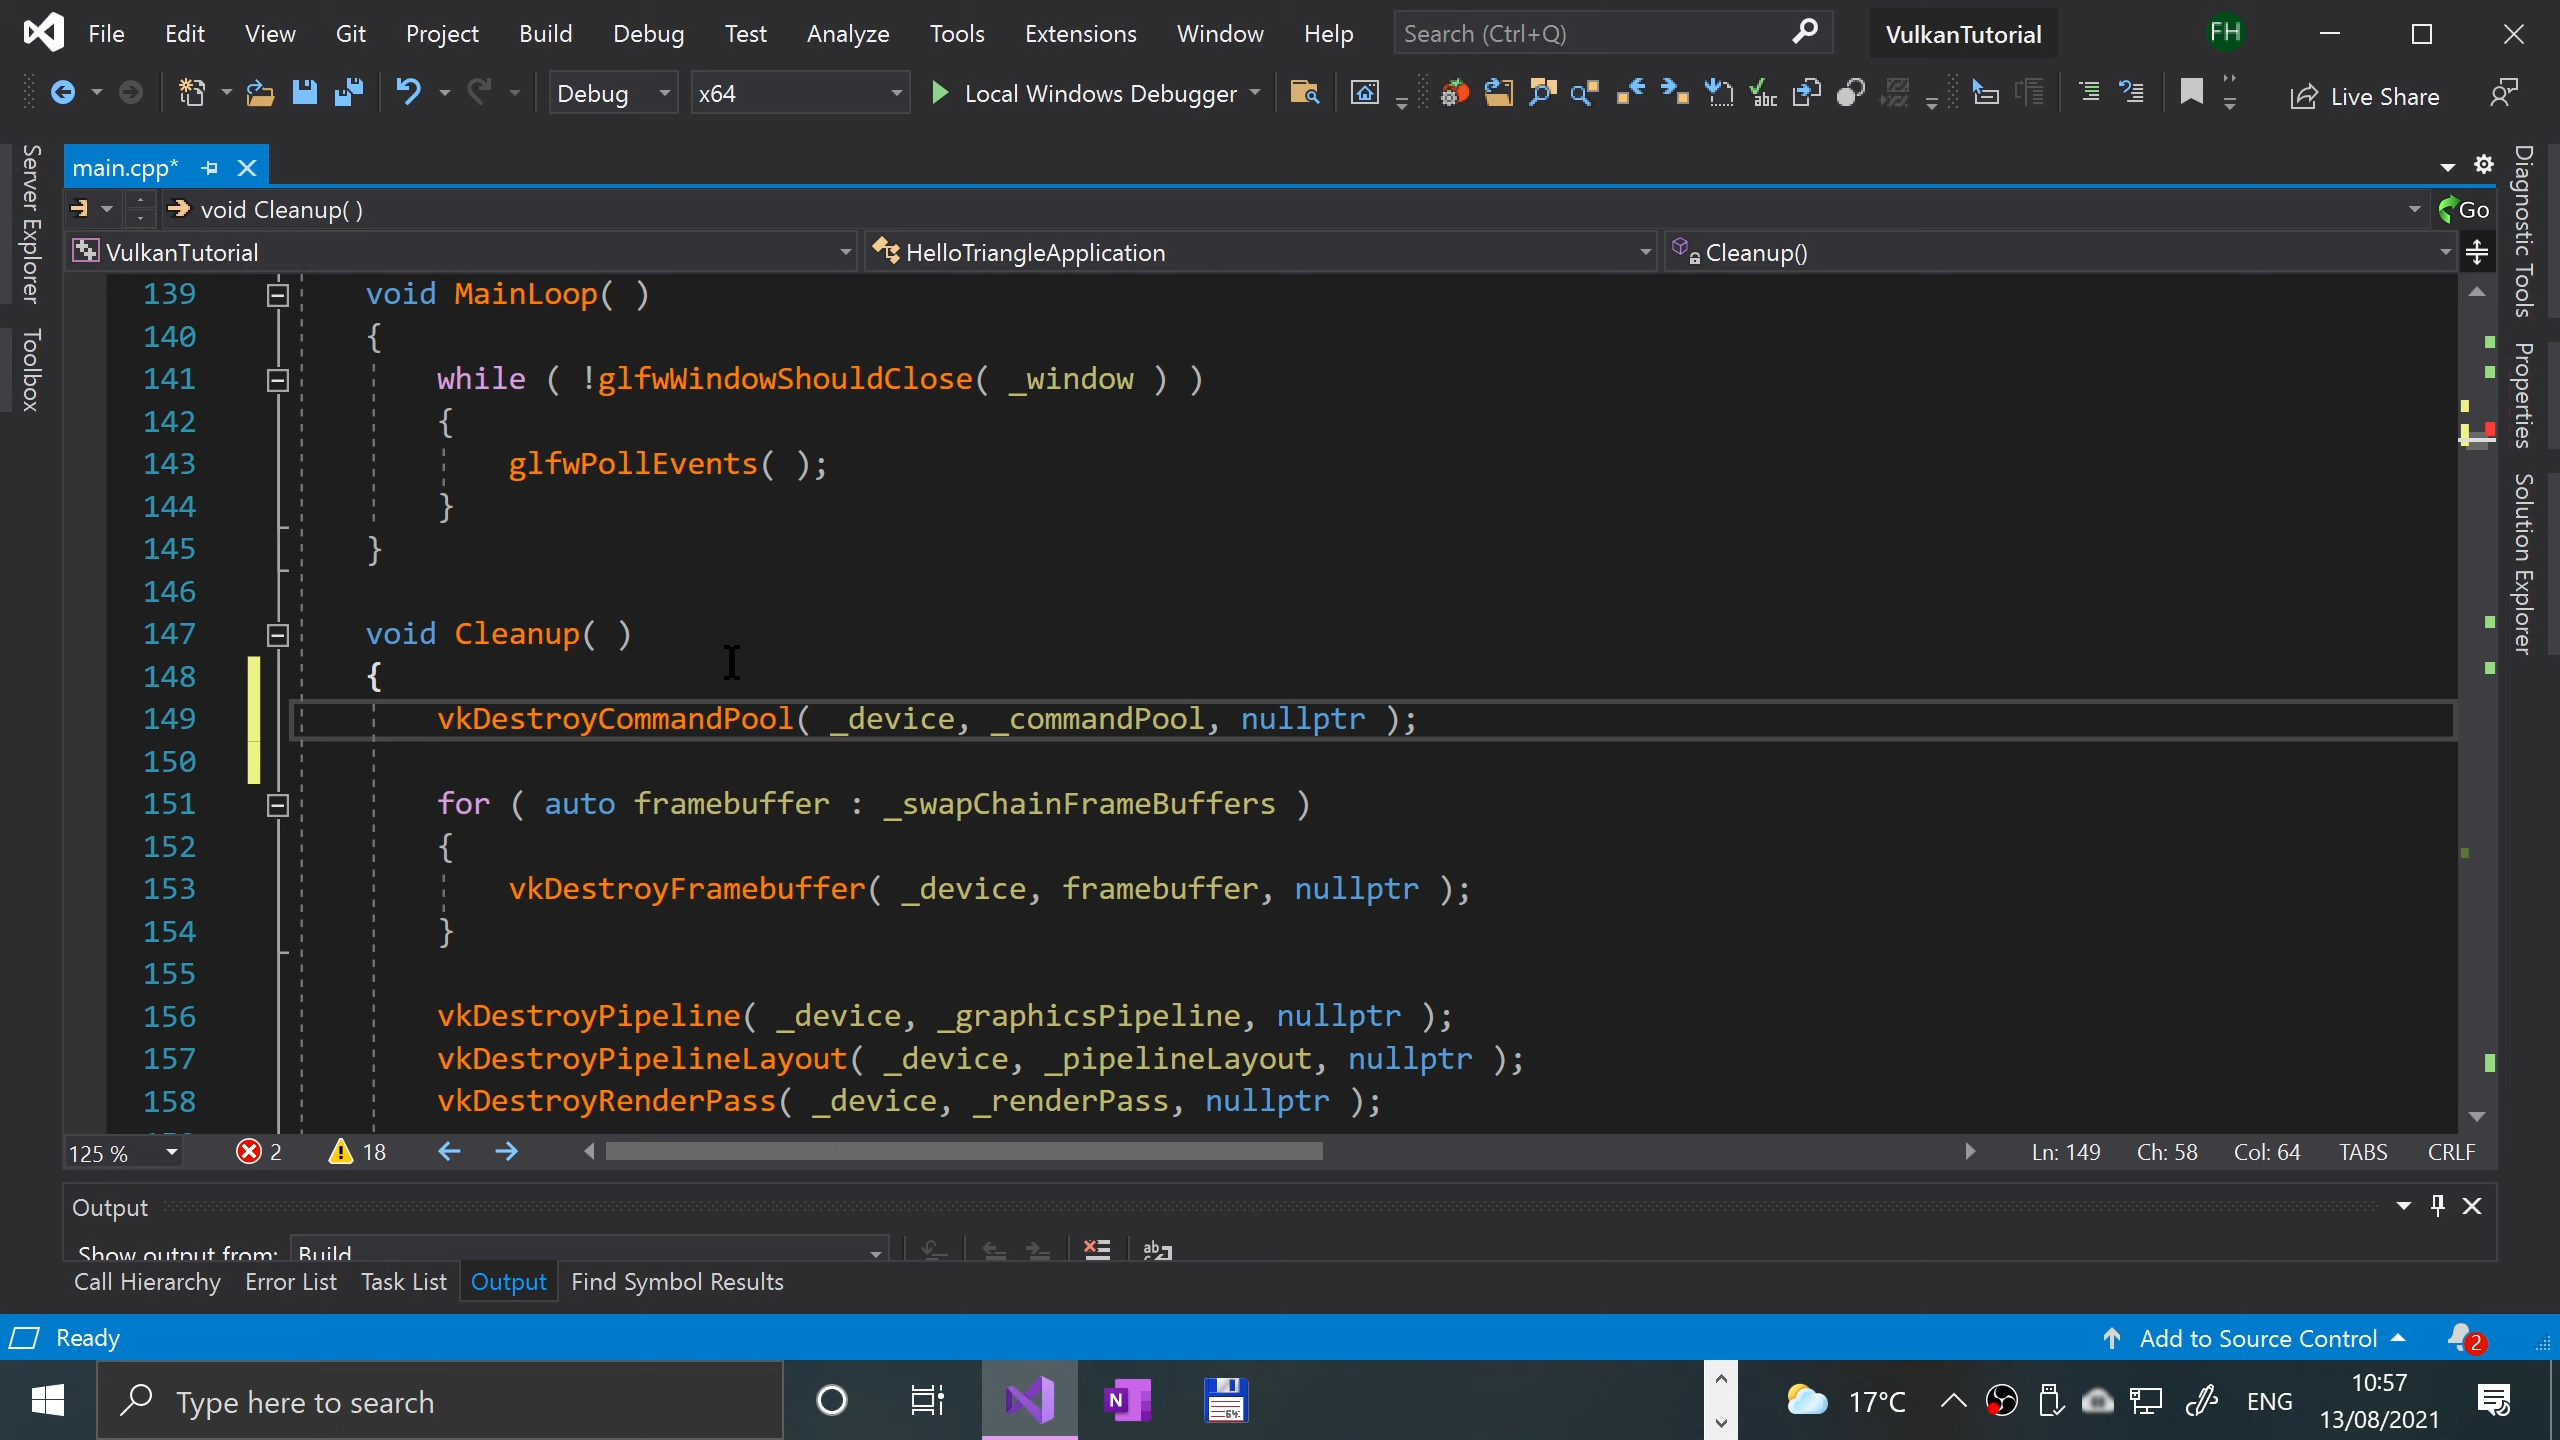 File Edit View Git Project Build Debug Test Analyze Tools Extensions Window Help Search (Ctrl+Q) VulkanTutorial FH
Debug x64 Local Windows Debugger Live Share
Server Explorer
Toolbox
main.cpp*
void Cleanup( ) Go
VulkanTutorial HelloTriangleApplication Cleanup()
139 void MainLoop( )
140 {
141 while ( !glfwWindowShouldClose( _window ) )
142 {
143 glfwPollEvents( );
144 }
145 }
146
147 void Cleanup( )
148 {
149 vkDestroyCommandPool( _device, _commandPool, nullptr );
150
151 for ( auto framebuffer : _swapChainFrameBuffers )
152 {
153 vkDestroyFramebuffer( _device, framebuffer, nullptr );
154 }
155
156 vkDestroyPipeline( _device, _graphicsPipeline, nullptr );
157 vkDestroyPipelineLayout( _device, _pipelineLayout, nullptr );
158 vkDestroyRenderPass( _device, _renderPass, nullptr );
Diagnostic Tools
Properties
Solution Explorer
125 % 2 18 Ln: 149 Ch: 58 Col: 64 TABS CRLF
Output
Show output from: Build
Call Hierarchy Error List Task List Output Find Symbol Results
Ready Add to Source Control 2
Type here to search N 64 17°C ENG 10:57
13/08/2021